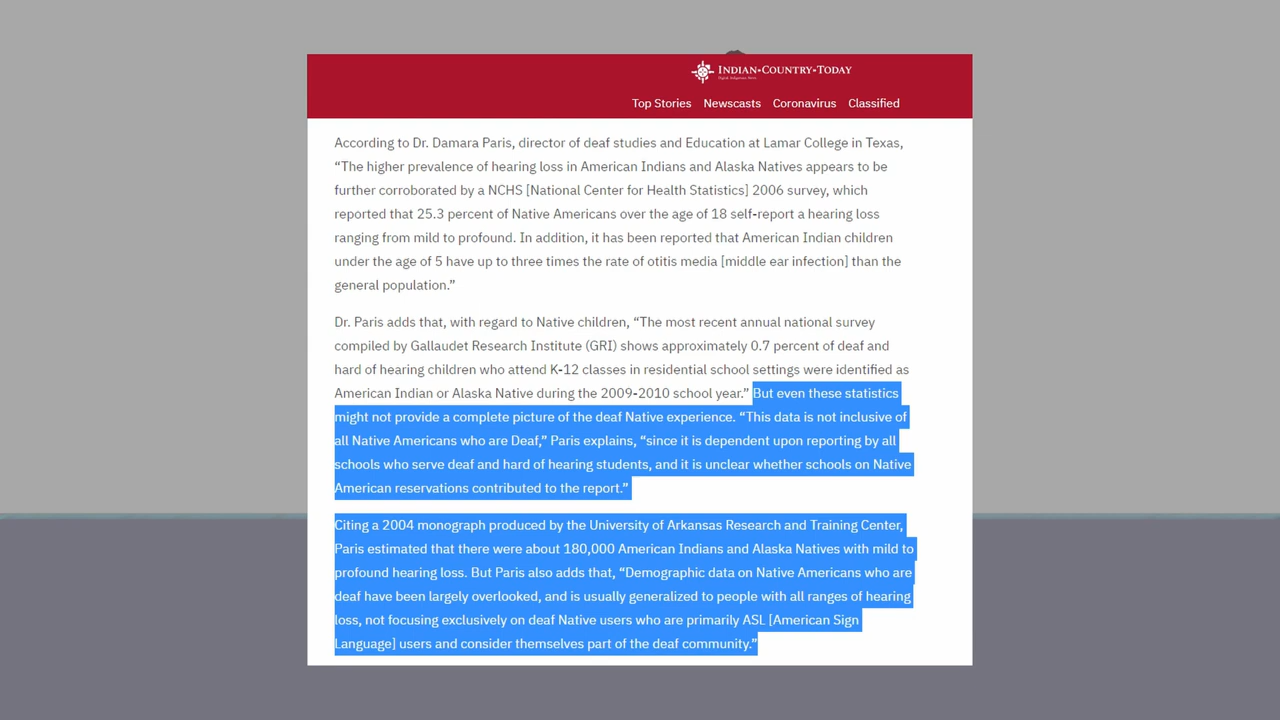 INDIAN•COUNTRY•TODAY
Top Stories Newscasts Coronavirus Classified
According to Dr. Damara Paris, director of deaf studies and Education at Lamar College in Texas,
“The higher prevalence of hearing loss in American Indians and Alaska Natives appears to be
further corroborated by a NCHS [National Center for Health Statistics] 2006 survey, which
reported that 25.3 percent of Native Americans over the age of 18 self-report a hearing loss
ranging from mild to profound. In addition, it has been reported that American Indian children
under the age of 5 have up to three times the rate of otitis media [middle ear infection] than the
general population.”
Dr. Paris adds that, with regard to Native children, “The most recent annual national survey
compiled by Gallaudet Research Institute (GRI) shows approximately 0.7 percent of deaf and
hard of hearing children who attend K-12 classes in residential school settings were identified as
American Indian or Alaska Native during the 2009-2010 school year.” But even these statistics
might not provide a complete picture of the deaf Native experience. “This data is not inclusive of
all Native Americans who are Deaf,” Paris explains, “since it is dependent upon reporting by all
schools who serve deaf and hard of hearing students, and it is unclear whether schools on Native
American reservations contributed to the report.”
Citing a 2004 monograph produced by the University of Arkansas Research and Training Center,
Paris estimated that there were about 180,000 American Indians and Alaska Natives with mild to
profound hearing loss. But Paris also adds that, “Demographic data on Native Americans who are
deaf have been largely overlooked, and is usually generalized to people with all ranges of hearing
loss, not focusing exclusively on deaf Native users who are primarily ASL [American Sign
Language] users and consider themselves part of the deaf community.”